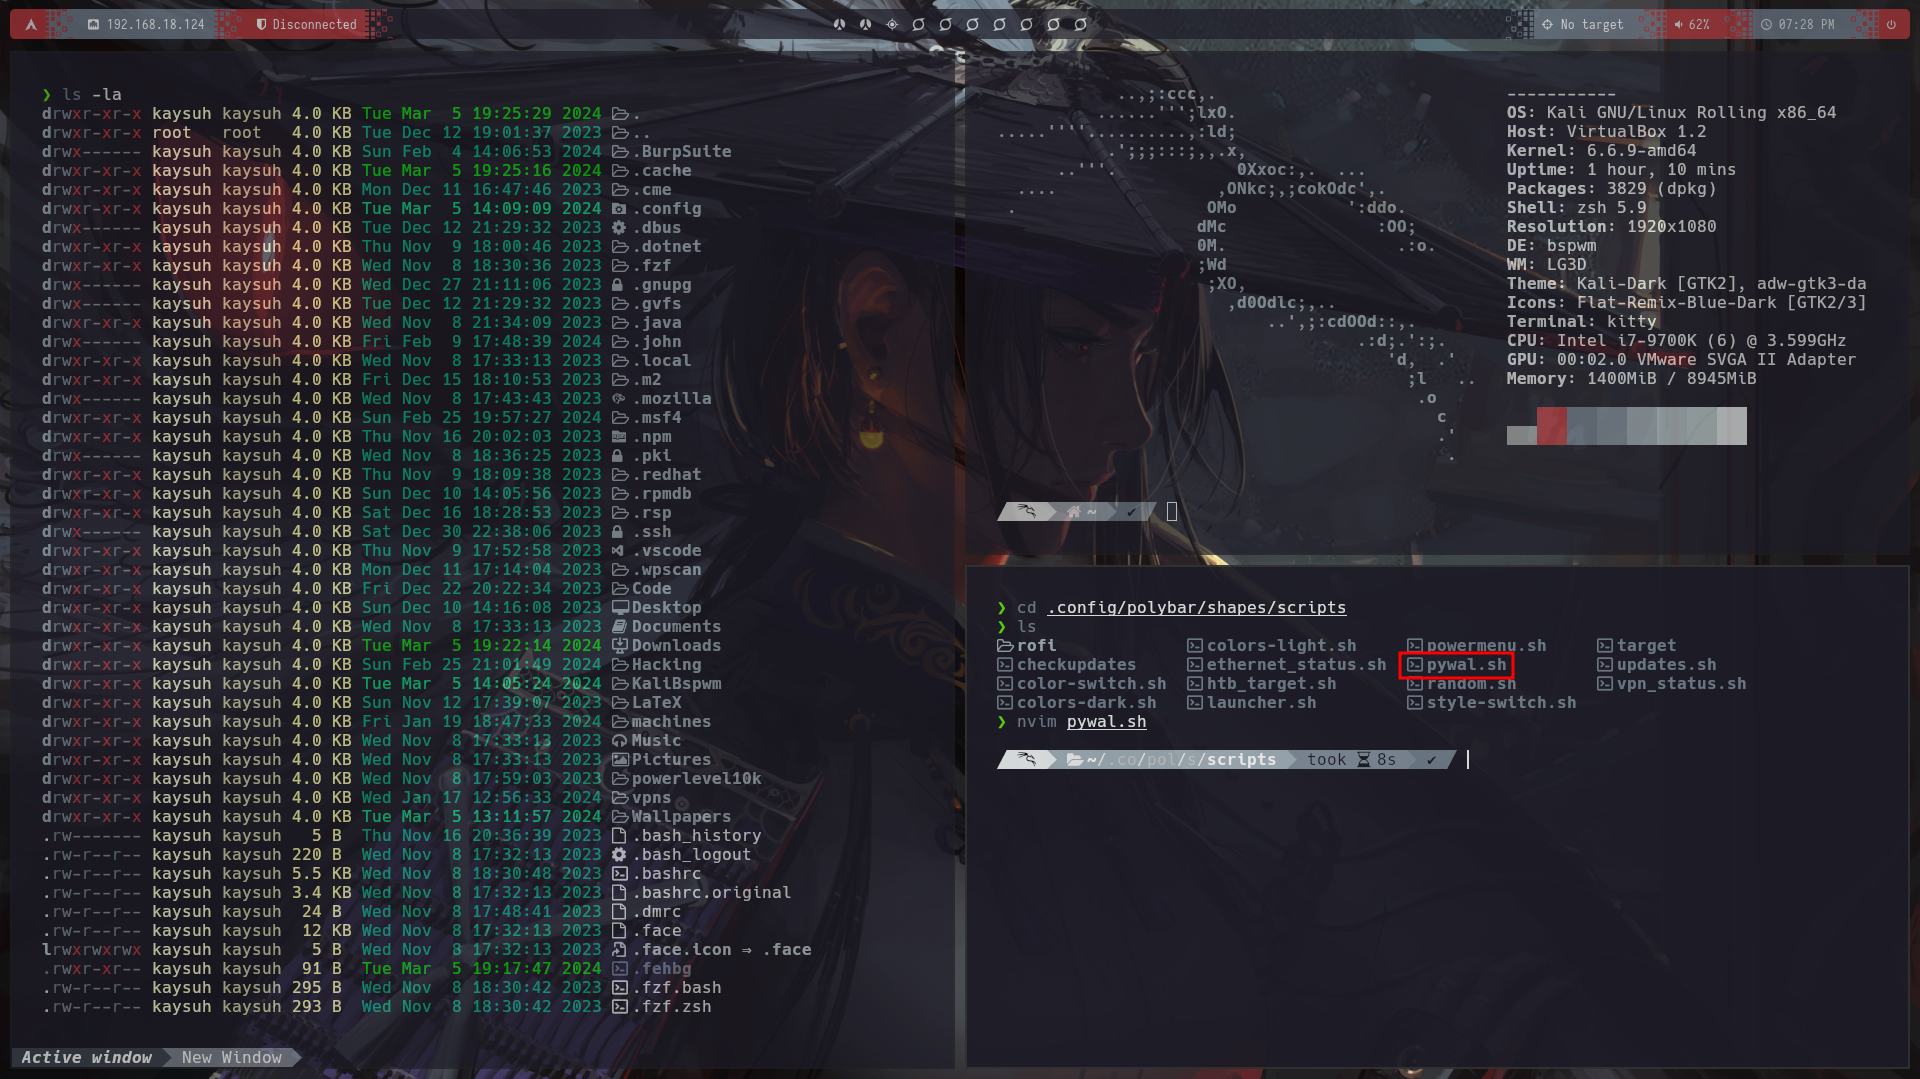 192.168.18.124
Disconnected
No target
62%
07:28 PM
❯ ls -la
drwxr-xr-x kaysuh kaysuh 4.0 KB Tue Mar  5 19:25:29 2024 .
drwxr-xr-x root   root   4.0 KB Tue Dec 12 19:01:37 2023 ..
drwx------ kaysuh kaysuh 4.0 KB Sun Feb  4 14:06:53 2024 .BurpSuite
drwxr-xr-x kaysuh kaysuh 4.0 KB Tue Mar  5 19:25:16 2024 .cache
drwxr-xr-x kaysuh kaysuh 4.0 KB Mon Dec 11 16:47:46 2023 .cme
drwxr-xr-x kaysuh kaysuh 4.0 KB Tue Mar  5 14:09:09 2024 .config
drwx------ kaysuh kaysuh 4.0 KB Tue Dec 12 21:29:32 2023 .dbus
drwxr-xr-x kaysuh kaysuh 4.0 KB Thu Nov  9 18:00:46 2023 .dotnet
drwxr-xr-x kaysuh kaysuh 4.0 KB Wed Nov  8 18:30:36 2023 .fzf
drwx------ kaysuh kaysuh 4.0 KB Wed Dec 27 21:11:06 2023 .gnupg
drwx------ kaysuh kaysuh 4.0 KB Tue Dec 12 21:29:32 2023 .gvfs
drwxr-xr-x kaysuh kaysuh 4.0 KB Wed Nov  8 21:34:09 2023 .java
drwx------ kaysuh kaysuh 4.0 KB Fri Feb  9 17:48:39 2024 .john
drwxr-xr-x kaysuh kaysuh 4.0 KB Wed Nov  8 17:33:13 2023 .local
drwxr-xr-x kaysuh kaysuh 4.0 KB Fri Dec 15 18:10:53 2023 .m2
drwx------ kaysuh kaysuh 4.0 KB Wed Nov  8 17:43:43 2023 .mozilla
drwxr-xr-x kaysuh kaysuh 4.0 KB Sun Feb 25 19:57:27 2024 .msf4
drwxr-xr-x kaysuh kaysuh 4.0 KB Thu Nov 16 20:02:03 2023 .npm
drwx------ kaysuh kaysuh 4.0 KB Wed Nov  8 18:36:25 2023 .pki
drwxr-xr-x kaysuh kaysuh 4.0 KB Thu Nov  9 18:09:38 2023 .redhat
drwxr-xr-x kaysuh kaysuh 4.0 KB Sun Dec 10 14:05:56 2023 .rpmdb
drwxr-xr-x kaysuh kaysuh 4.0 KB Sat Dec 16 18:28:53 2023 .rsp
drwx------ kaysuh kaysuh 4.0 KB Sat Dec 30 22:38:06 2023 .ssh
drwxr-xr-x kaysuh kaysuh 4.0 KB Thu Nov  9 17:52:58 2023 .vscode
drwxr-xr-x kaysuh kaysuh 4.0 KB Mon Dec 11 17:14:04 2023 .wpscan
drwxr-xr-x kaysuh kaysuh 4.0 KB Fri Dec 22 20:22:34 2023 Code
drwxr-xr-x kaysuh kaysuh 4.0 KB Sun Dec 10 14:16:08 2023 Desktop
drwxr-xr-x kaysuh kaysuh 4.0 KB Wed Nov  8 17:33:13 2023 Documents
drwxr-xr-x kaysuh kaysuh 4.0 KB Tue Mar  5 19:22:14 2024 Downloads
drwxr-xr-x kaysuh kaysuh 4.0 KB Sun Feb 25 21:01:49 2024 Hacking
drwxr-xr-x kaysuh kaysuh 4.0 KB Tue Mar  5 14:05:24 2024 KaliBspwm
drwxr-xr-x kaysuh kaysuh 4.0 KB Sun Nov 12 17:39:07 2023 LaTeX
drwxr-xr-x kaysuh kaysuh 4.0 KB Fri Jan 19 18:47:33 2024 machines
drwxr-xr-x kaysuh kaysuh 4.0 KB Wed Nov  8 17:33:13 2023 Music
drwxr-xr-x kaysuh kaysuh 4.0 KB Wed Nov  8 17:33:13 2023 Pictures
drwxr-xr-x kaysuh kaysuh 4.0 KB Wed Nov  8 17:59:03 2023 powerlevel10k
drwxr-xr-x kaysuh kaysuh 4.0 KB Wed Jan 17 12:56:33 2024 vpns
drwxr-xr-x kaysuh kaysuh 4.0 KB Tue Mar  5 13:11:57 2024 Wallpapers
.rw------- kaysuh kaysuh   5 B  Thu Nov 16 20:36:39 2023 .bash_history
.rw-r--r-- kaysuh kaysuh 220 B  Wed Nov  8 17:32:13 2023 .bash_logout
.rw-r--r-- kaysuh kaysuh 5.5 KB Wed Nov  8 18:30:48 2023 .bashrc
.rw-r--r-- kaysuh kaysuh 3.4 KB Wed Nov  8 17:32:13 2023 .bashrc.original
.rw-r--r-- kaysuh kaysuh  24 B  Wed Nov  8 17:48:41 2023 .dmrc
.rw-r--r-- kaysuh kaysuh  12 KB Wed Nov  8 17:32:13 2023 .face
lrwxrwxrwx kaysuh kaysuh   5 B  Wed Nov  8 17:32:13 2023 .face.icon ⇒ .face
.rwxr-xr-- kaysuh kaysuh  91 B  Tue Mar  5 19:17:47 2024 .fehbg
.rw-r--r-- kaysuh kaysuh 295 B  Wed Nov  8 18:30:42 2023 .fzf.bash
.rw-r--r-- kaysuh kaysuh 293 B  Wed Nov  8 18:30:42 2023 .fzf.zsh
Active window New Window
-----------
OS: Kali GNU/Linux Rolling x86_64
Host: VirtualBox 1.2
Kernel: 6.6.9-amd64
Uptime: 1 hour, 10 mins
Packages: 3829 (dpkg)
Shell: zsh 5.9
Resolution: 1920x1080
DE: bspwm
WM: LG3D
Theme: Kali-Dark [GTK2], adw-gtk3-da
Icons: Flat-Remix-Blue-Dark [GTK2/3]
Terminal: kitty
CPU: Intel i7-9700K (6) @ 3.599GHz
GPU: 00:02.0 VMware SVGA II Adapter
Memory: 1400MiB / 8945MiB
~ ✔
❯ cd .config/polybar/shapes/scripts
❯ ls
rofi colors-light.sh powermenu.sh target
checkupdates ethernet_status.sh pywal.sh updates.sh
color-switch.sh htb_target.sh random.sh vpn_status.sh
colors-dark.sh launcher.sh style-switch.sh
❯ nvim pywal.sh
~/.co/pol/s/scripts took 8s ✔